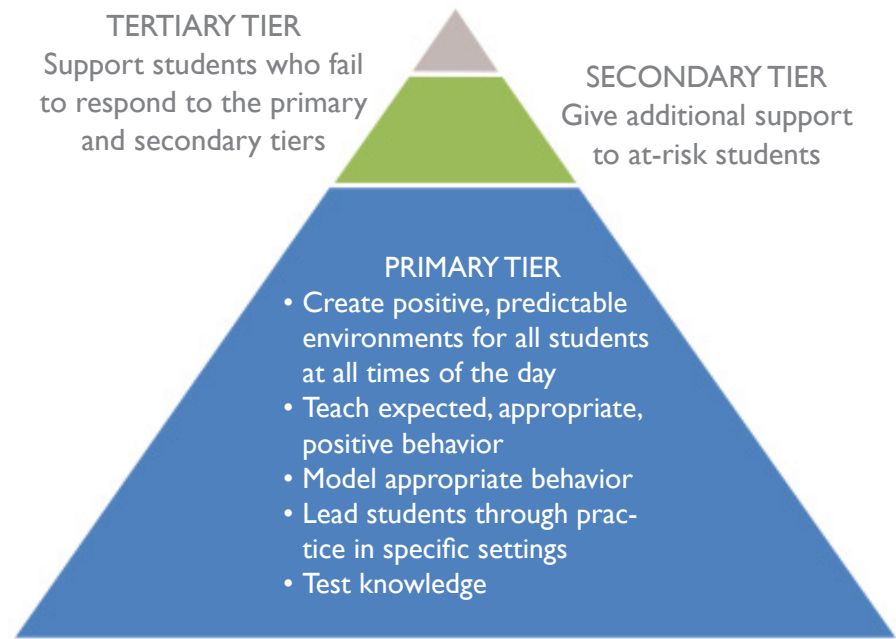 TERTIARY TIER
Support students who fail
to respond to the primary
and secondary tiers
SECONDARY TIER
Give additional support
to at-risk students
PRIMARY TIER
• Create positive, predictable
environments for all students
at all times of the day
• Teach expected, appropriate,
positive behavior
• Model appropriate behavior
• Lead students through prac-
tice in specific settings
• Test knowledge